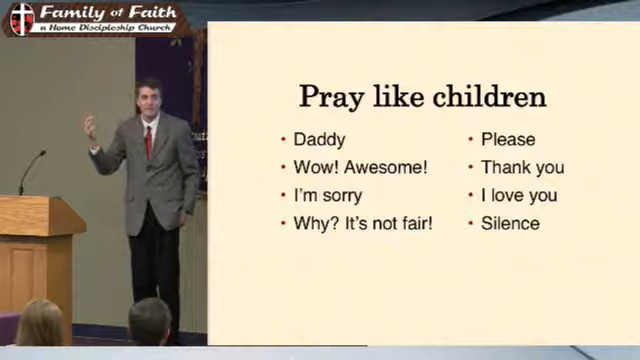 Family of Faith
a Home Discipleship Church
Pray like children
• Daddy
• Wow! Awesome!
• I'm sorry
• Why? It's not fair!
• Please
• Thank you
• I love you
• Silence